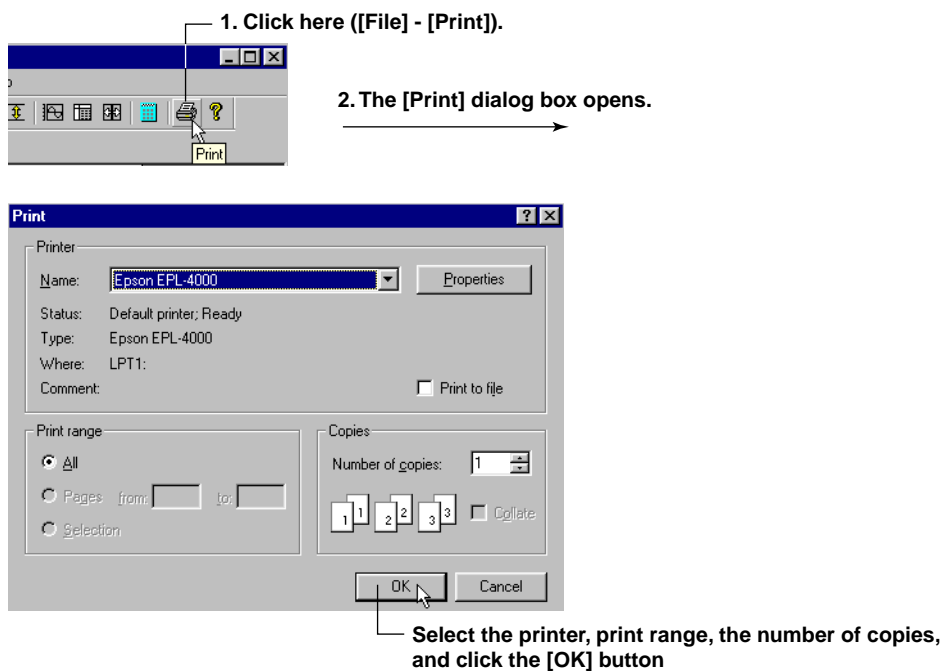 1. Click here ([File] - [Print]).
2. The [Print] dialog box opens.
Print
Print
Printer
Name: Epson EPL-4000 Properties
Status: Default printer; Ready
Type: Epson EPL-4000
Where: LPT1:
Comment: Print to file
Print range
All
Pages from: to:
Selection
Copies
Number of copies: 1
1 1 2 2 3 3 Collate
OK Cancel
Select the printer, print range, the number of copies,
and click the [OK] button